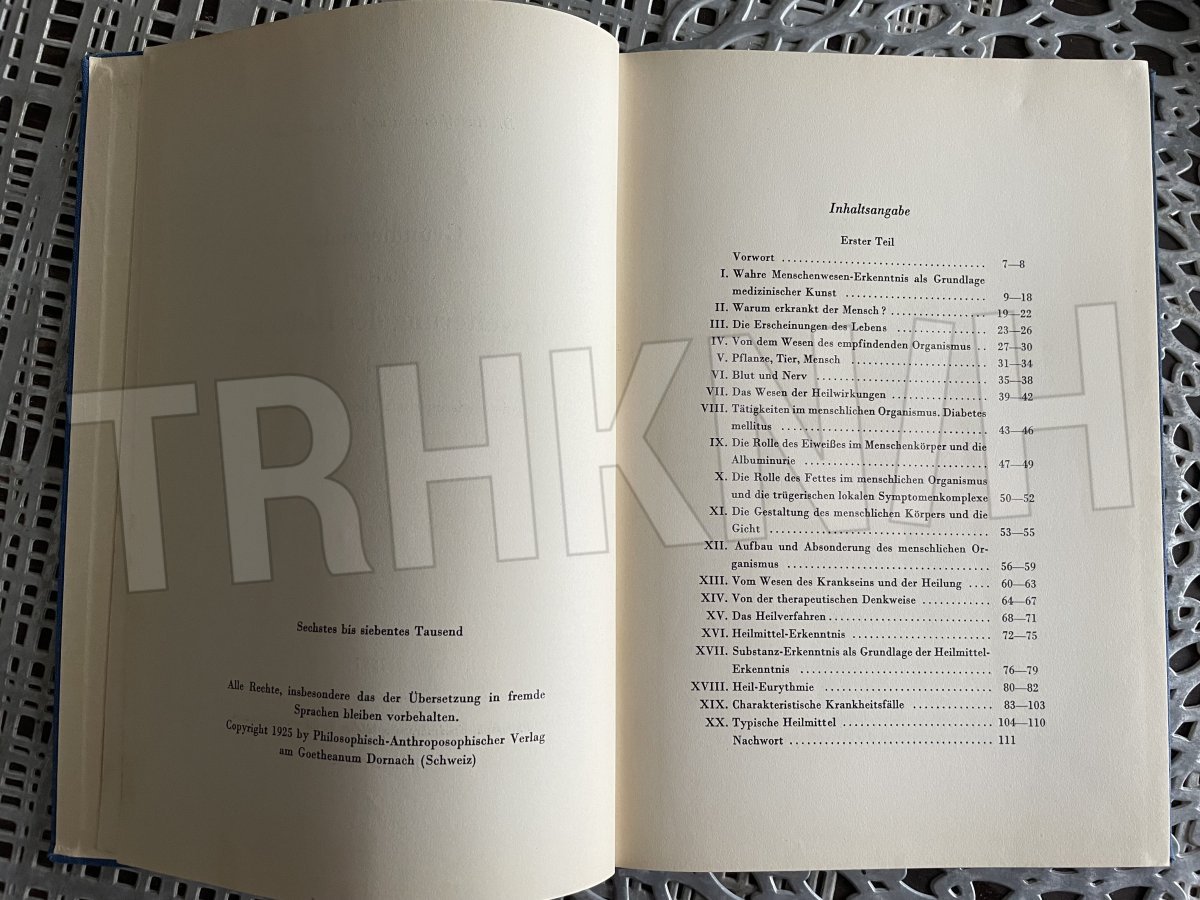 Sechstes bis siebentes Tausend
Alle Rechte, insbesondere das der Übersetzung in fremde
Sprachen bleiben vorbehalten.
Copyright 1925 by Philosophisch-Anthroposophischer Verlag
am Goetheanum Dornach (Schweiz)
Inhaltsangabe
Erster Teil
Vorwort .................................. 7—8
I. Wahre Menschenwesen-Erkenntnis als Grundlage
medizinischer Kunst ........................ 9—18
II. Warum erkrankt der Mensch? ................ 19—22
III. Die Erscheinungen des Lebens ............... 23—26
IV. Von dem Wesen des empfindenden Organismus .. 27—30
V. Pflanze, Tier, Mensch ....................... 31—34
VI. Blut und Nerv .............................. 35—38
VII. Das Wesen der Heilwirkungen ................ 39—42
VIII. Tätigkeiten im menschlichen Organismus. Diabetes
mellitus ................................... 43—46
IX. Die Rolle des Eiweißes im Menschenkörper und die
Albuminurie ............................... 47—49
X. Die Rolle des Fettes im menschlichen Organismus
und die trügerischen lokalen Symptomenkomplexe 50—52
XI. Die Gestaltung des menschlichen Körpers und die
Gicht ..................................... 53—55
XII. Aufbau und Absonderung des menschlichen Or-
ganismus .................................. 56—59
XIII. Vom Wesen des Krankseins und der Heilung .... 60—63
XIV. Von der therapeutischen Denkweise ............ 64—67
XV. Das Heilverfahren ............................ 68—71
XVI. Heilmittel-Erkenntnis ........................ 72—75
XVII. Substanz-Erkenntnis als Grundlage der Heilmittel-
Erkenntnis ................................ 76—79
XVIII. Heil-Eurythmie ............................. 80—82
XIX. Charakteristische Krankheitsfälle .............. 83—103
XX. Typische Heilmittel ......................... 104—110
Nachwort .................................. 111
TRHKNVH